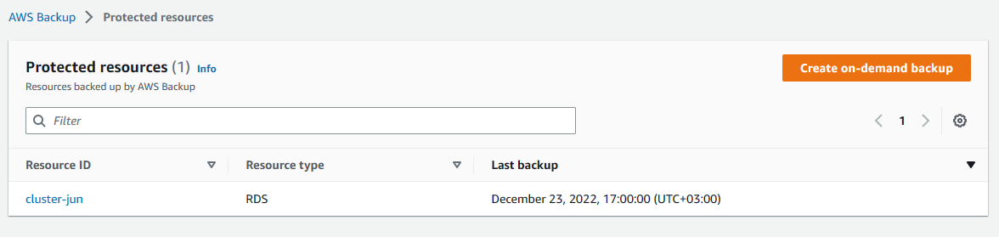 AWS Backup > Protected resources
Protected resources (1) Info
Create on-demand backup
Resources backed up by AWS Backup
Filter
1
Resource ID Resource type Last backup
cluster-jun RDS December 23, 2022, 17:00:00 (UTC+03:00)